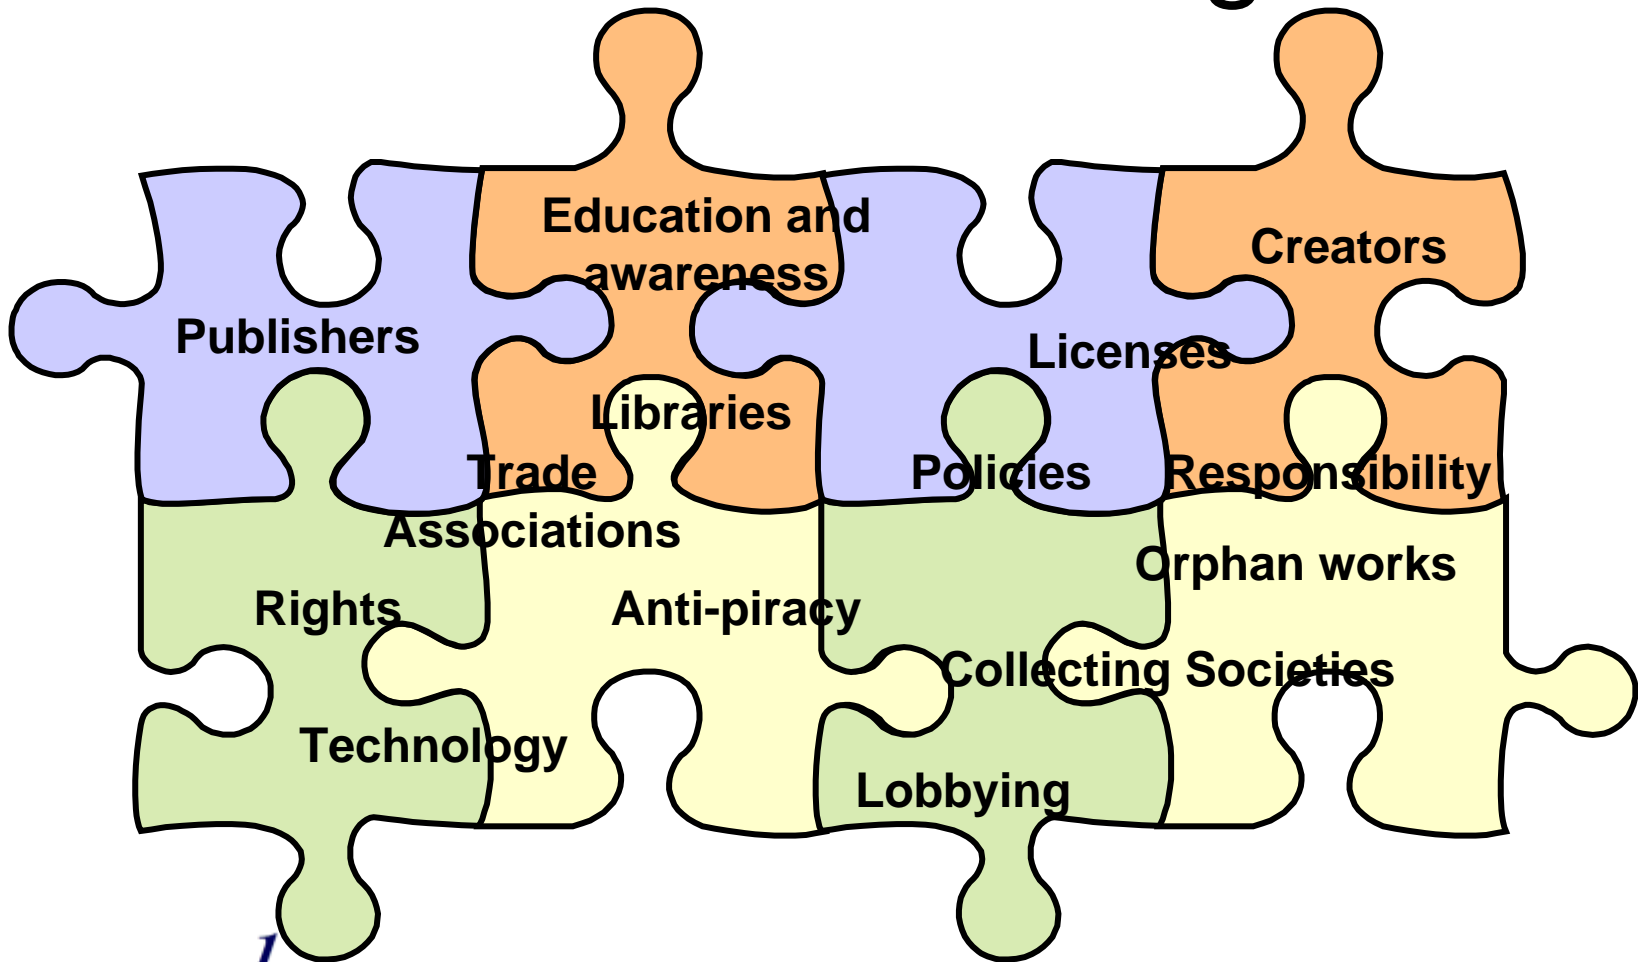 Education and
awareness
Creators
Publishers
Licenses
Libraries
Trade
Associations
Policies
Responsibility
Orphan works
Rights
Anti-piracy
Collecting Societies
Technology
Lobbying